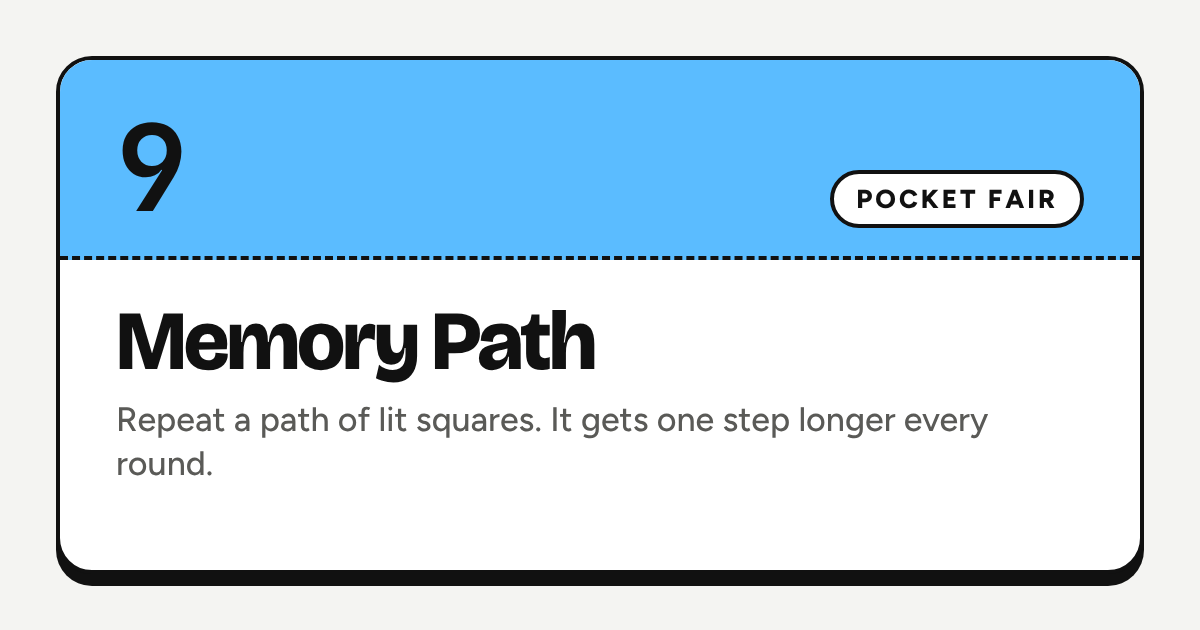 9
POCKET FAIR
Memory Path
Repeat a path of lit squares. It gets one step longer every
round.